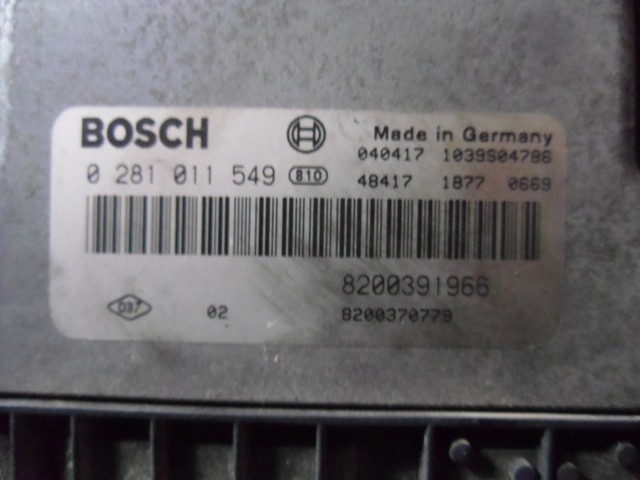 BOSCH
Made in Germany
040417 1039S04786
0 281 011 549 810
48417 1877 0669
8200391966
D37 02 8200370779